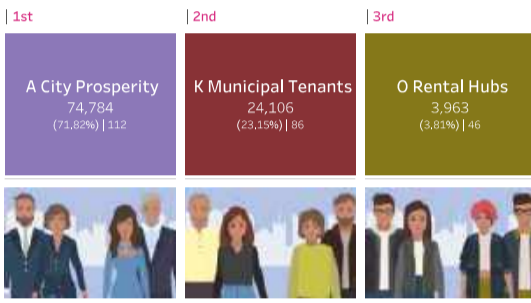 1st
A City Prosperity
74,784
(71,82%) | 112
2nd
K Municipal Tenants
24,106
(23,15%) | 86
3rd
O Rental Hubs
3,963
(3,81%) | 46